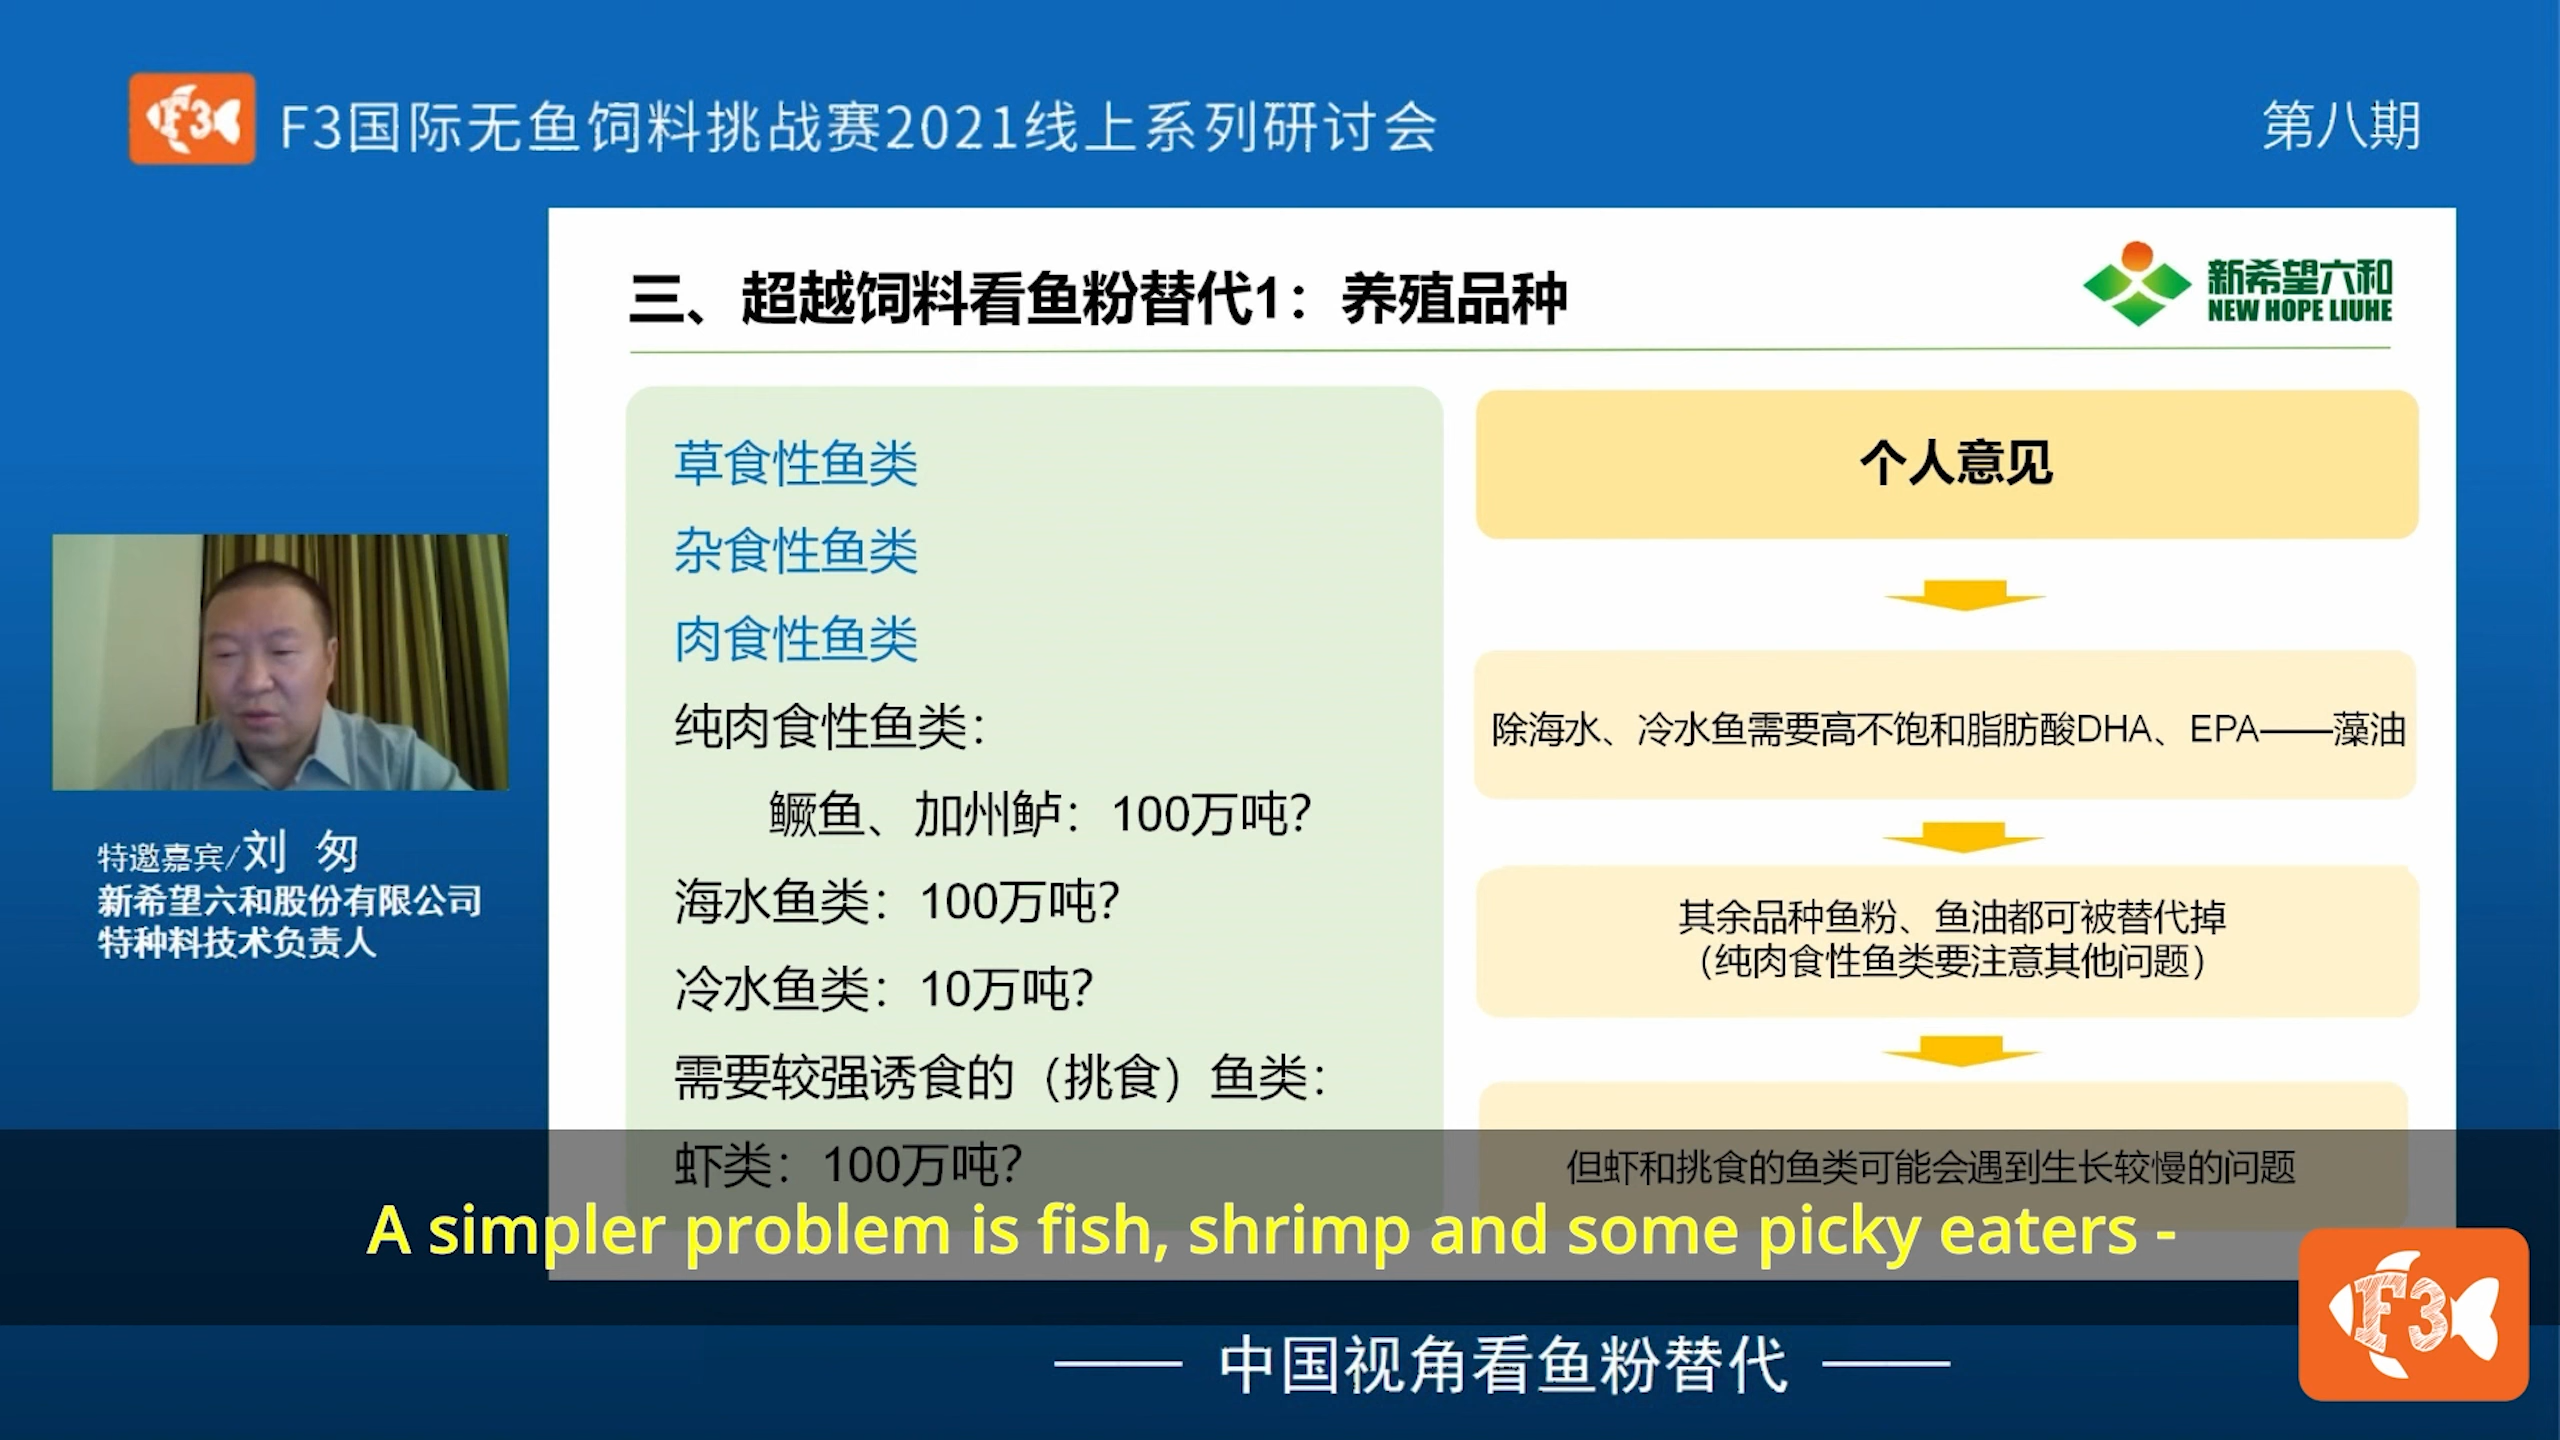 F3
F3国际无鱼饲料挑战赛2021线上系列研讨会
第八期
三、超越饲料看鱼粉替代1：养殖品种
新希望六和
NEW HOPE LIUHE
草食性鱼类
杂食性鱼类
肉食性鱼类
纯肉食性鱼类：
鳜鱼、加州鲈：100万吨？
海水鱼类：100万吨？
冷水鱼类：10万吨？
需要较强诱食的（挑食）鱼类：
虾类：100万吨？
个人意见
除海水、冷水鱼需要高不饱和脂肪酸DHA、EPA——藻油
其余品种鱼粉、鱼油都可被替代掉
（纯肉食性鱼类要注意其他问题）
但虾和挑食的鱼类可能会遇到生长较慢的问题
特邀嘉宾/刘 匆
新希望六和股份有限公司
特种料技术负责人
A simpler problem is fish, shrimp and some picky eaters -
—— 中国视角看鱼粉替代 ——
F3